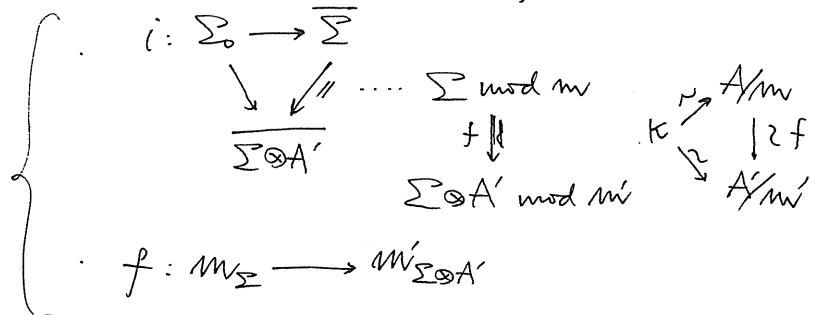 i: Σ₀ ⟶ Σ̅
Σ⊗A′ ‥‥ Σ mod m
f
Σ⊗A′ mod m′
k ~ A/m
~ ≀ f
A′/m′
f: m_Σ ⟶ m′_{Σ⊗A′}